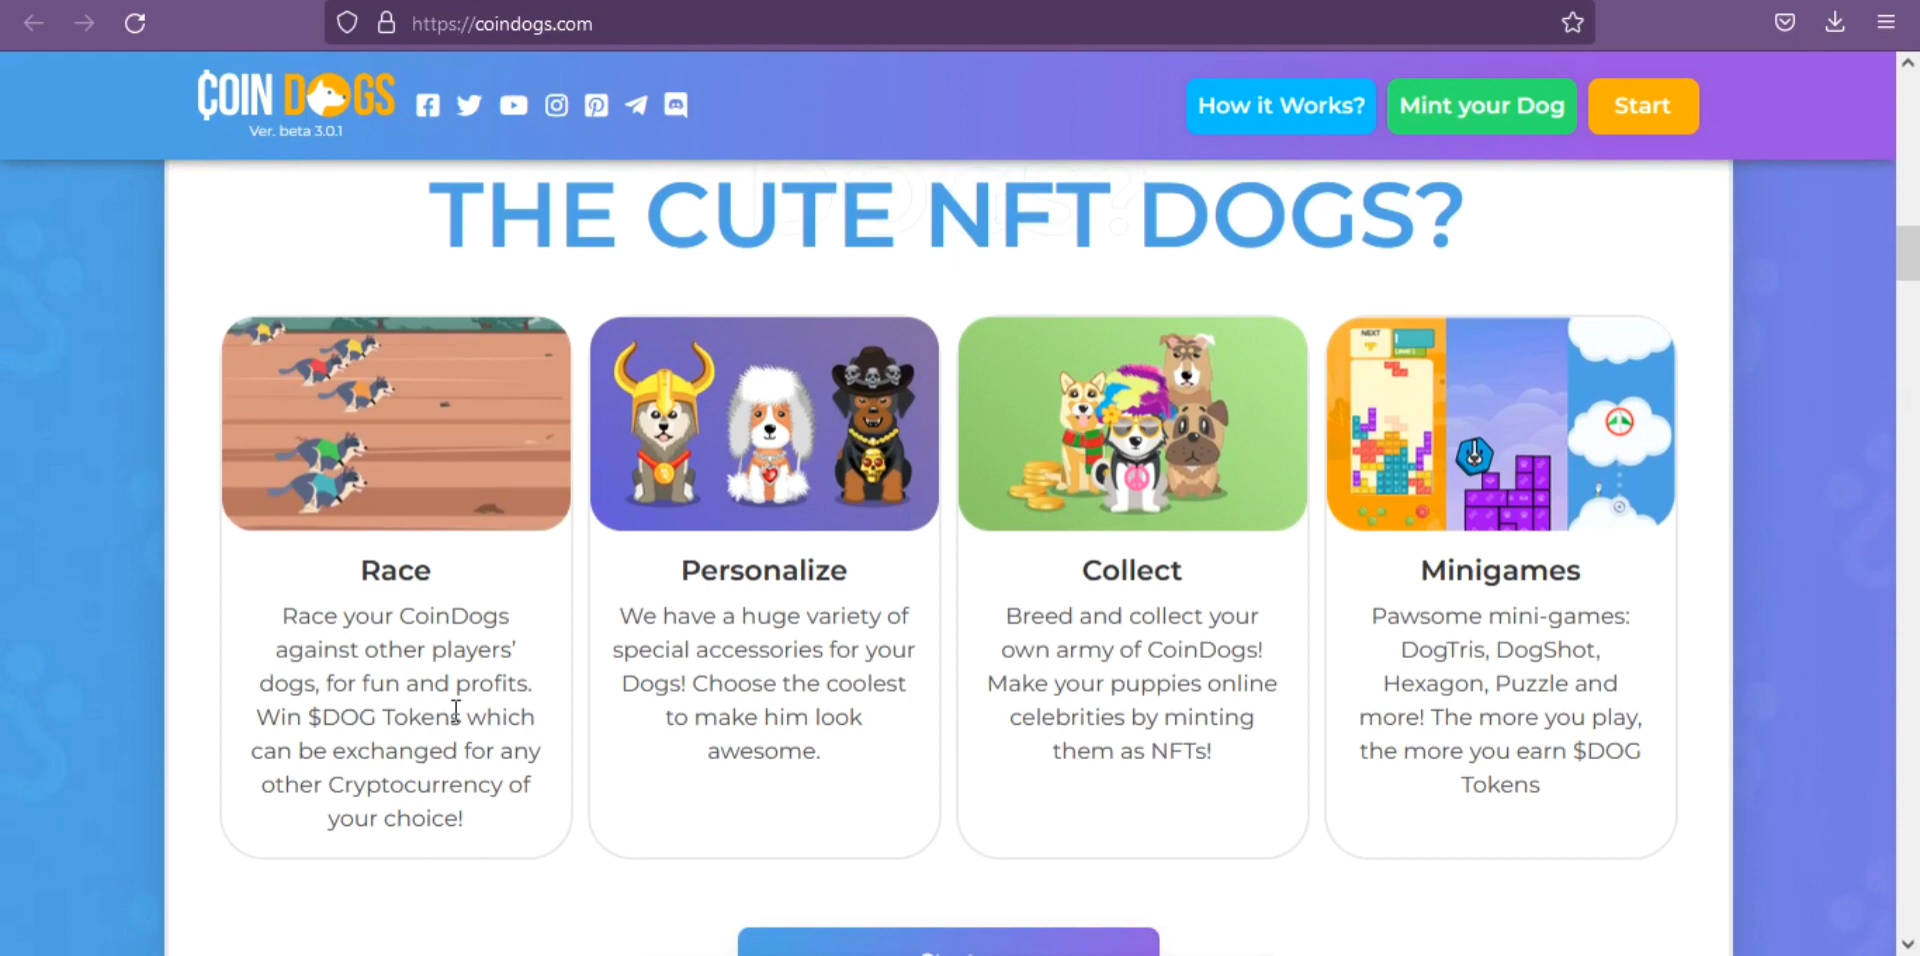 https://coindogs.com
COIN DOGS
Ver. beta 3.0.1
How it Works?
Mint your Dog
Start
THE CUTE NFT DOGS?
NEXT
Race
Race your CoinDogs
against other players’
dogs, for fun and profits.
Win $DOG Tokens which
can be exchanged for any
other Cryptocurrency of
your choice!
Personalize
We have a huge variety of
special accessories for your
Dogs! Choose the coolest
to make him look
awesome.
Collect
Breed and collect your
own army of CoinDogs!
Make your puppies online
celebrities by minting
them as NFTs!
Minigames
Pawsome mini-games:
DogTris, DogShot,
Hexagon, Puzzle and
more! The more you play,
the more you earn $DOG
Tokens